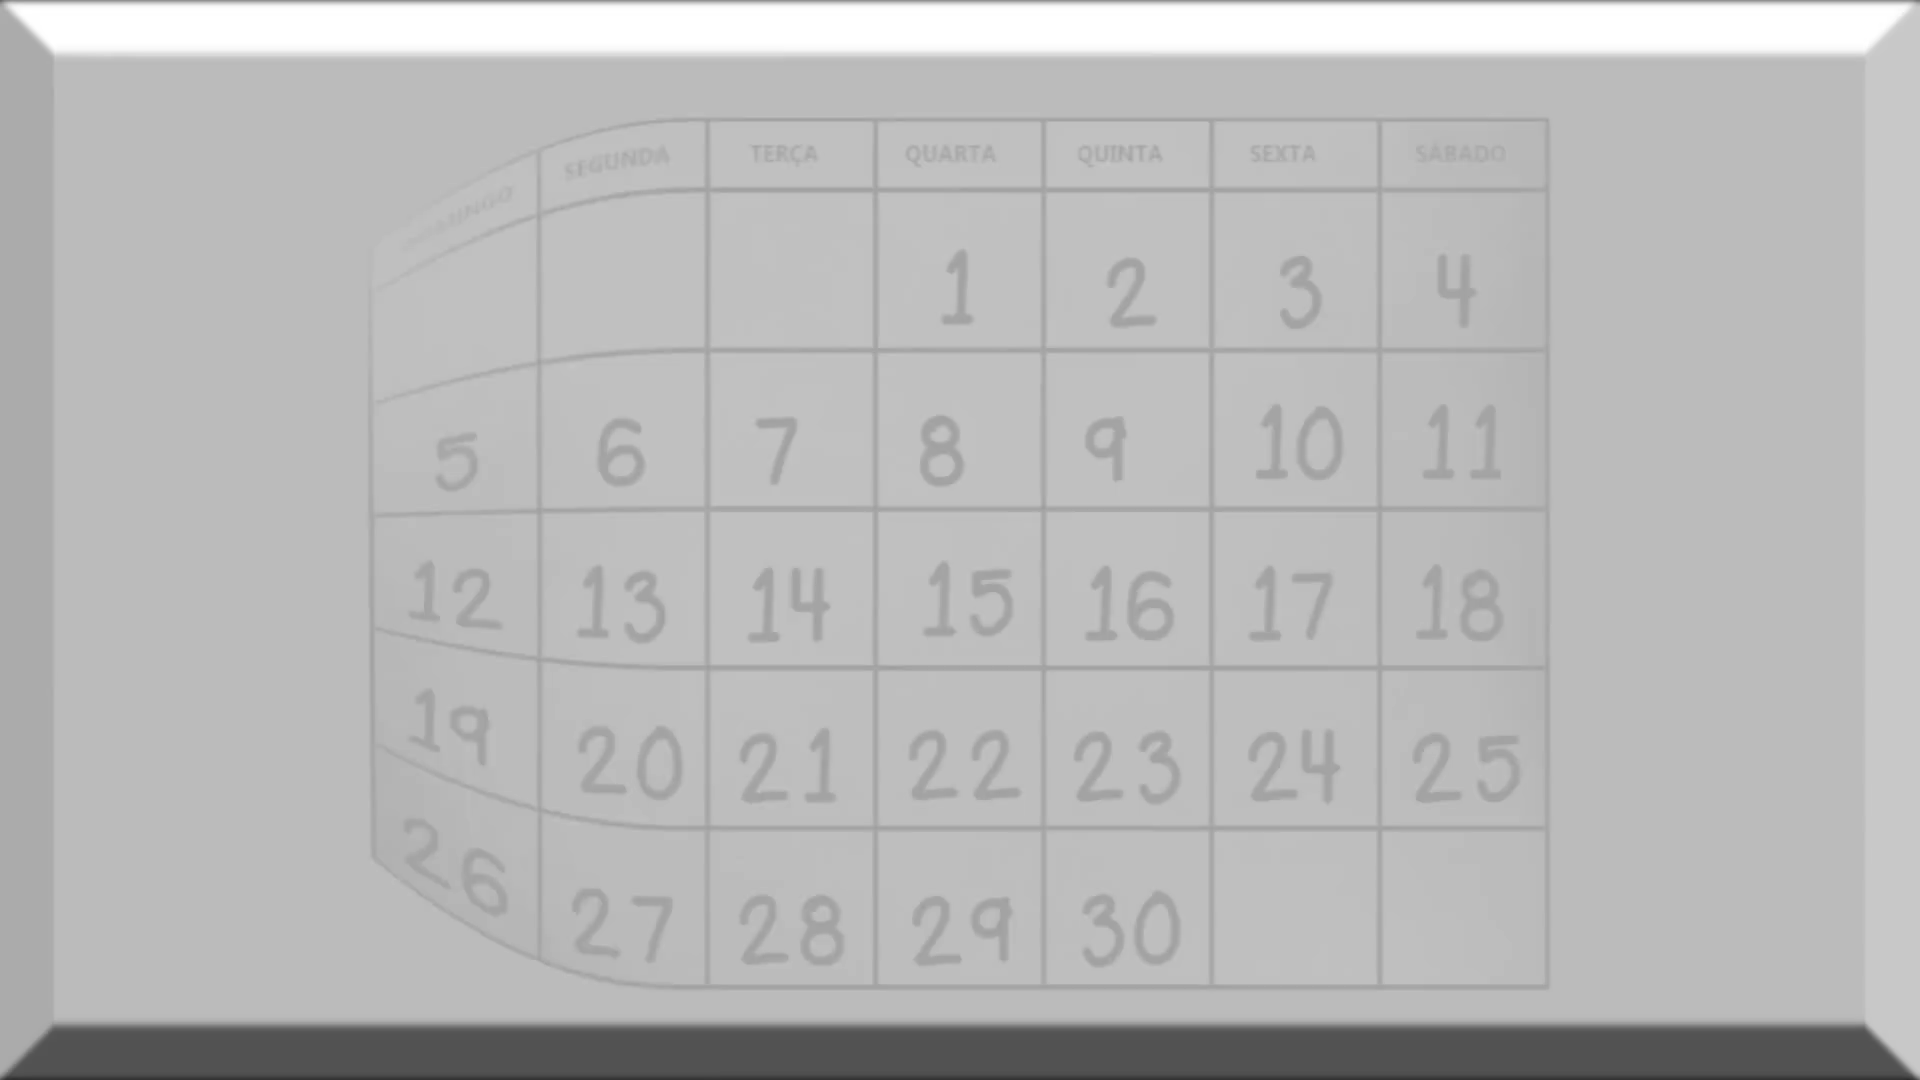 DOMINGO SEGUNDA TERÇA QUARTA QUINTA SEXTA SÁBADO
1 2 3 4
5 6 7 8 9 10 11
12 13 14 15 16 17 18
19 20 21 22 23 24 25
26 27 28 29 30